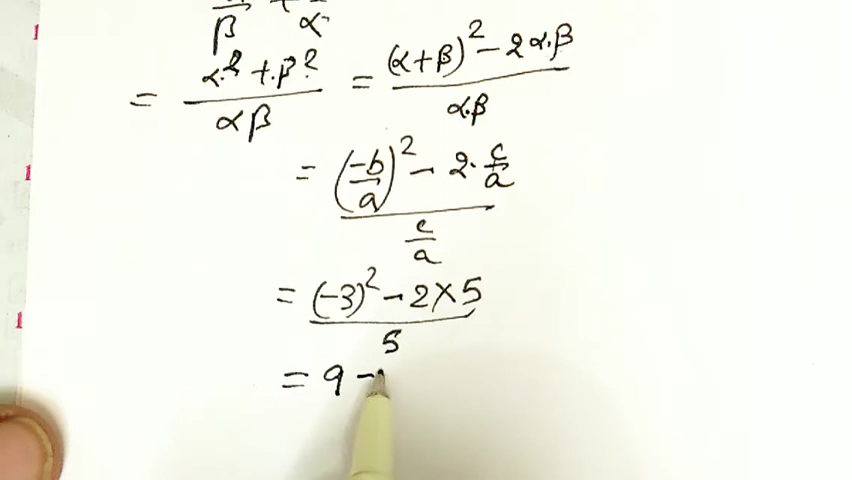 β + α
= α² + β² / αβ = (α+β)² - 2α.β / α.β
= (-b/a)² - 2. c/a / c/a
= (-3)² - 2×5 / 5
= 9 -